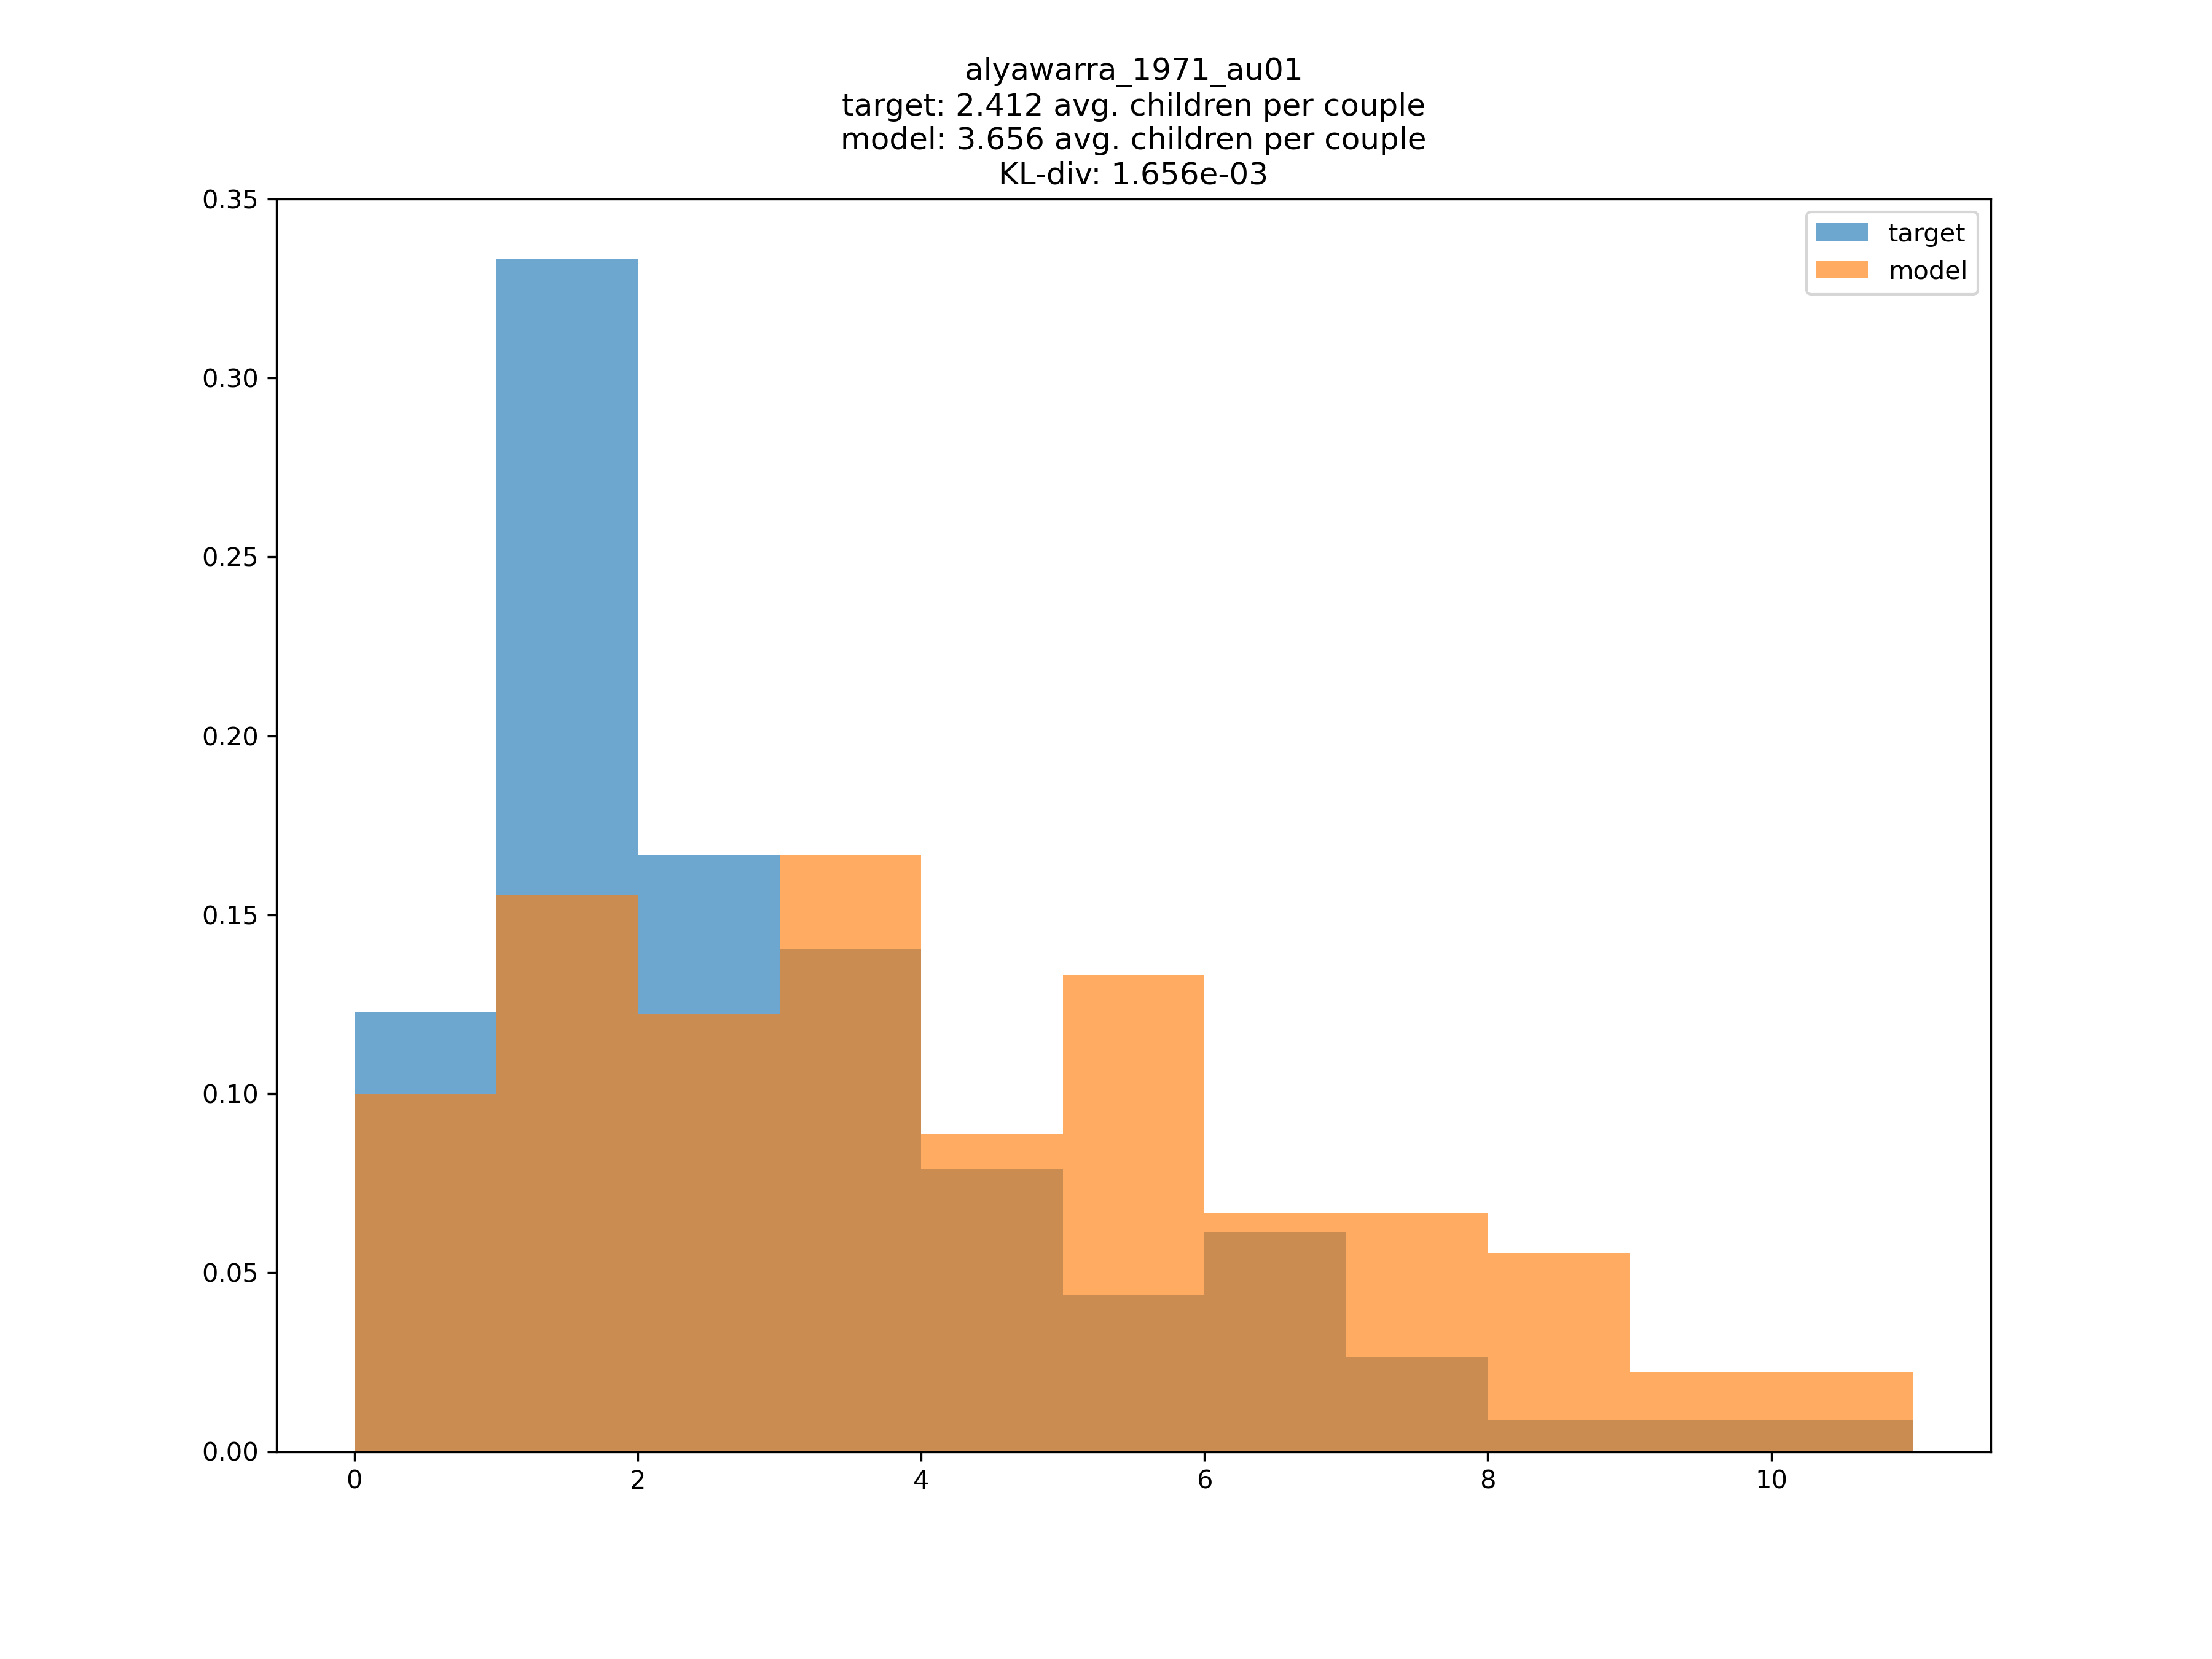 alyawarra_1971_au01
target: 2.412 avg. children per couple
model: 3.656 avg. children per couple
KL-div: 1.656e-03
target
model
0.35
0.30
0.25
0.20
0.15
0.10
0.05
0.00
0 2 4 6 8 10